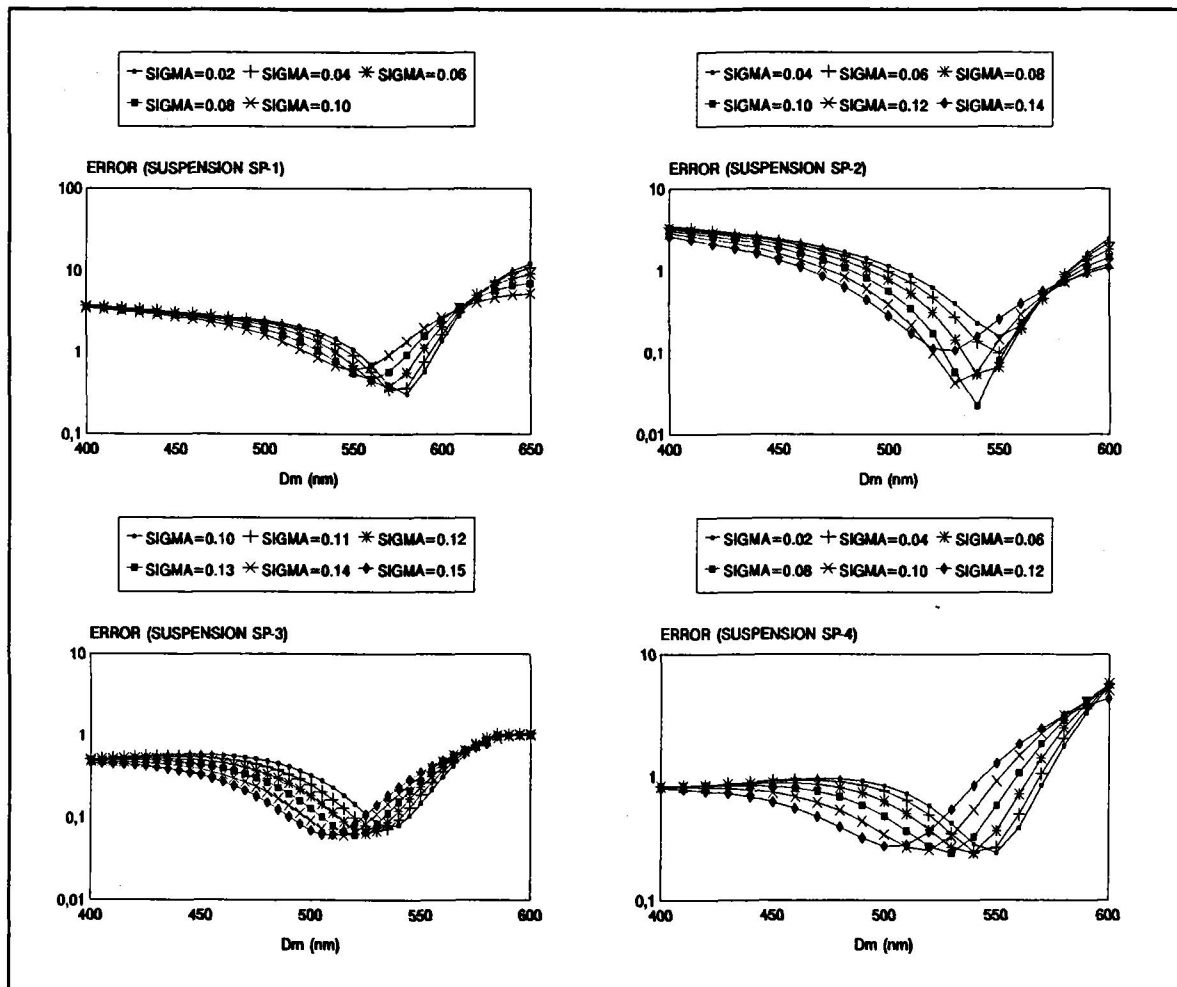 SIGMA=0.02 SIGMA=0.04 SIGMA=0.06
SIGMA=0.08 SIGMA=0.10
ERROR (SUSPENSION SP-1)
100
10
1
0,1
400 450 500 550 600 650
Dm (nm)
SIGMA=0.04 SIGMA=0.06 SIGMA=0.08
SIGMA=0.10 SIGMA=0.12 SIGMA=0.14
ERROR (SUSPENSION SP-2)
10
1
0,1
0,01
400 450 500 550 600
Dm (nm)
SIGMA=0.10 SIGMA=0.11 SIGMA=0.12
SIGMA=0.13 SIGMA=0.14 SIGMA=0.15
ERROR (SUSPENSION SP-3)
10
1
0,1
0,01
400 450 500 550 600
Dm (nm)
SIGMA=0.02 SIGMA=0.04 SIGMA=0.06
SIGMA=0.08 SIGMA=0.10 SIGMA=0.12
ERROR (SUSPENSION SP-4)
10
1
0,1
400 450 500 550 600
Dm (nm)